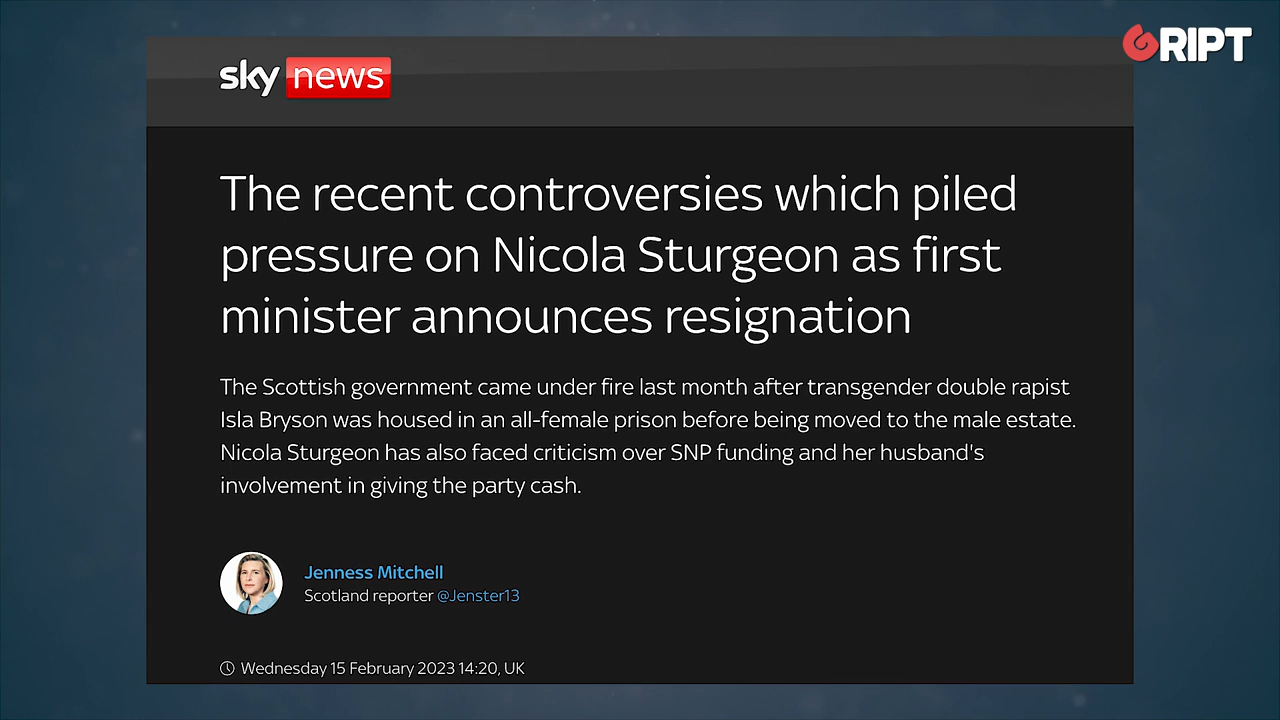 GRIPT
sky news
The recent controversies which piled
pressure on Nicola Sturgeon as first
minister announces resignation
The Scottish government came under fire last month after transgender double rapist
Isla Bryson was housed in an all-female prison before being moved to the male estate.
Nicola Sturgeon has also faced criticism over SNP funding and her husband's
involvement in giving the party cash.
Jenness Mitchell
Scotland reporter @Jenster13
Wednesday 15 February 2023 14:20, UK